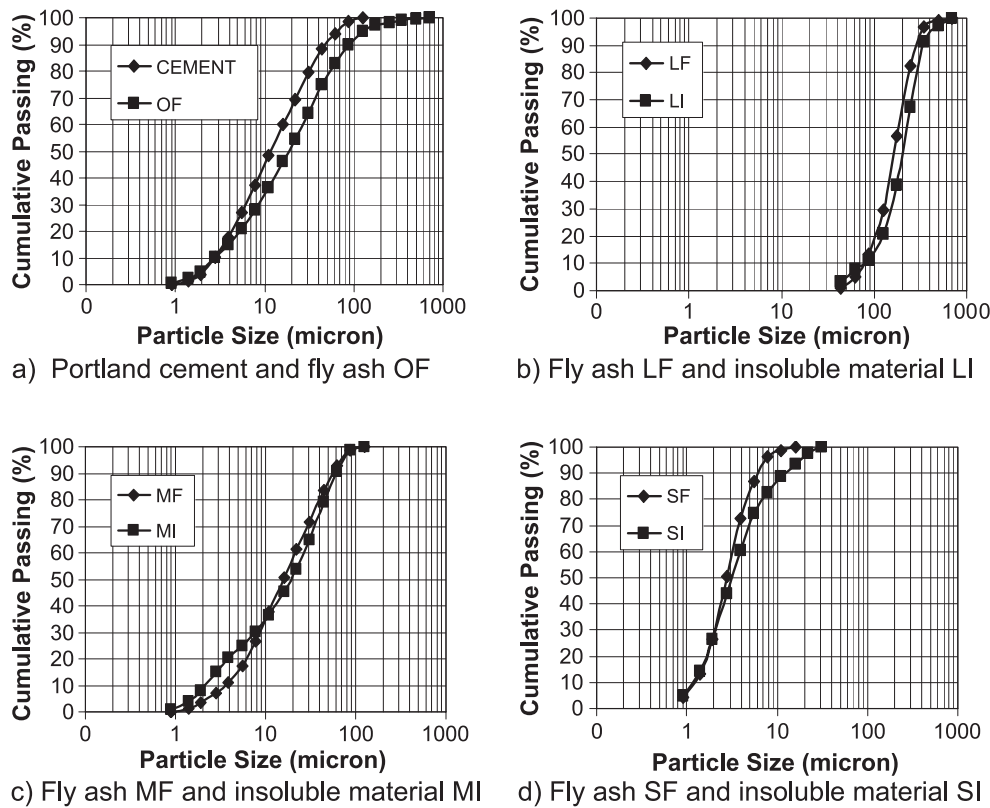 Cumulative Passing (%)
100
90
80
70
60
50
40
30
20
10
0
CEMENT
OF
0 1 10 100 1000
Particle Size (micron)
a) Portland cement and fly ash OF
Cumulative Passing (%)
100
90
80
70
60
50
40
30
20
10
0
LF
LI
0 1 10 100 1000
Particle Size (micron)
b) Fly ash LF and insoluble material LI
Cumulative Passing (%)
100
90
80
70
60
50
40
30
20
10
0
MF
MI
0 1 10 100 1000
Particle Size (micron)
c) Fly ash MF and insoluble material MI
Cumulative Passing (%)
100
90
80
70
60
50
40
30
20
10
0
SF
SI
0 1 10 100 1000
Particle Size (micron)
d) Fly ash SF and insoluble material SI